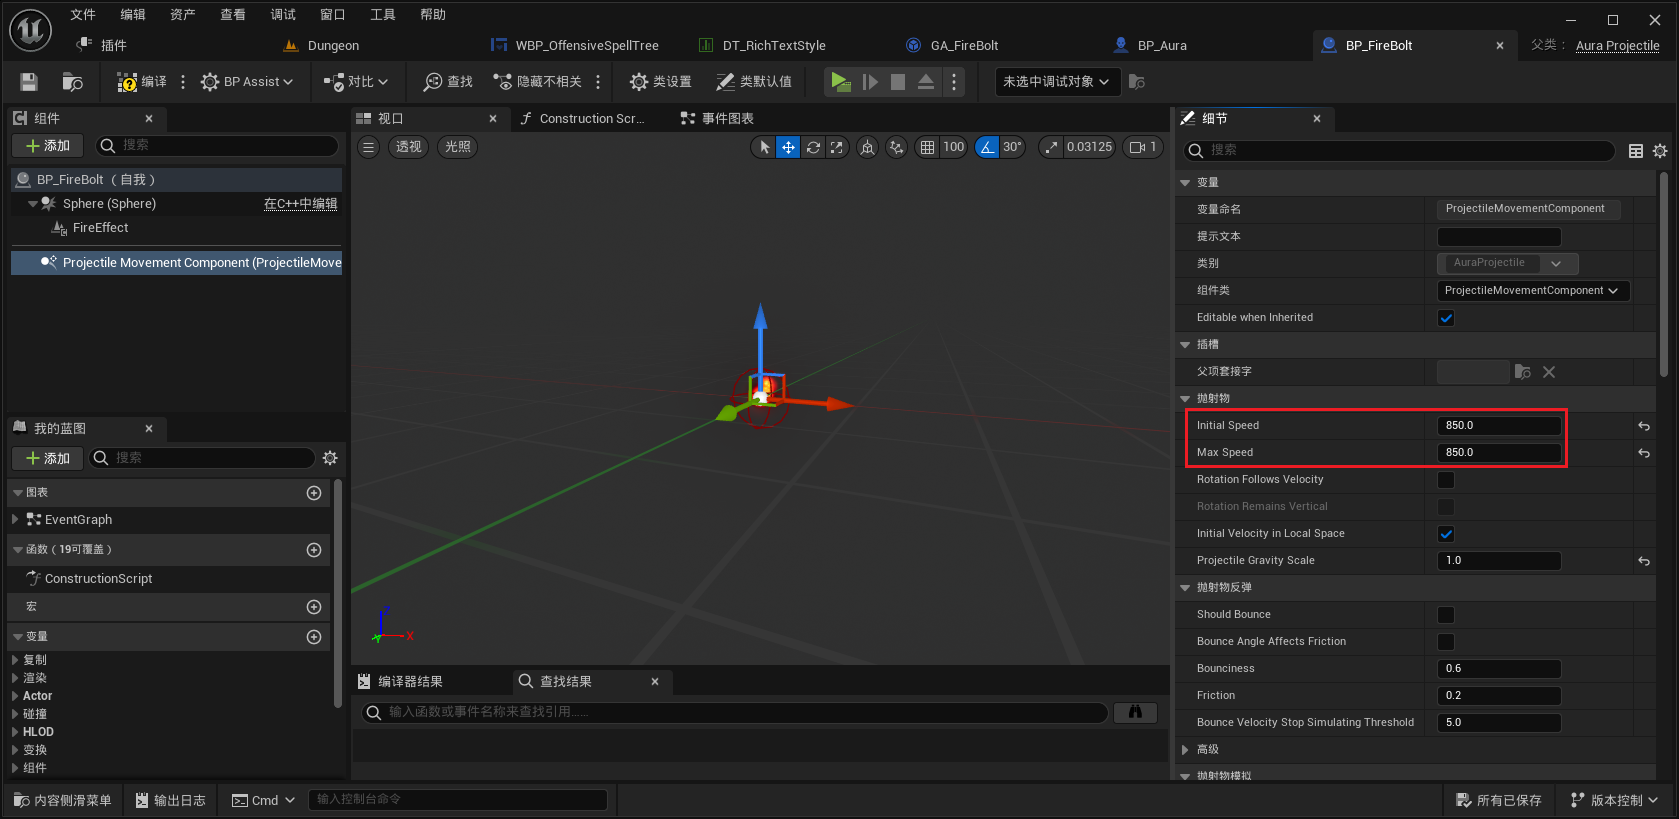 文件 编辑 资产 查看 调试 窗口 工具 帮助
插件 Dungeon WBP_OffensiveSpellTree DT_RichTextStyle GA_FireBolt BP_Aura BP_FireBolt 父类： Aura Projectile
编译 BP Assist 对比 查找 隐藏不相关 类设置 类默认值 未选中调试对象
组件
添加 搜索
BP_FireBolt （自我）
Sphere (Sphere) 在C++中编辑
FireEffect
Projectile Movement Component (ProjectileMove
我的蓝图
添加 搜索
图表
EventGraph
函数（19可覆盖）
ConstructionScript
宏
变量
复制
渲染
Actor
碰撞
HLOD
变换
组件
视口 Construction Scr... 事件图表
透视 光照 100 30° 0.03125 1
Z
X
编译器结果 查找结果
输入函数或事件名称来查找引用......
细节
搜索
变量
变量命名 ProjectileMovementComponent
提示文本
类别 AuraProjectile
组件类 ProjectileMovementComponent
Editable when Inherited
插槽
父项套接字
抛射物
Initial Speed 850.0
Max Speed 850.0
Rotation Follows Velocity
Rotation Remains Vertical
Initial Velocity in Local Space
Projectile Gravity Scale 1.0
抛射物反弹
Should Bounce
Bounce Angle Affects Friction
Bounciness 0.6
Friction 0.2
Bounce Velocity Stop Simulating Threshold 5.0
高级
抛射物模拟
内容侧滑菜单 输出日志 Cmd 输入控制台命令 所有已保存 版本控制